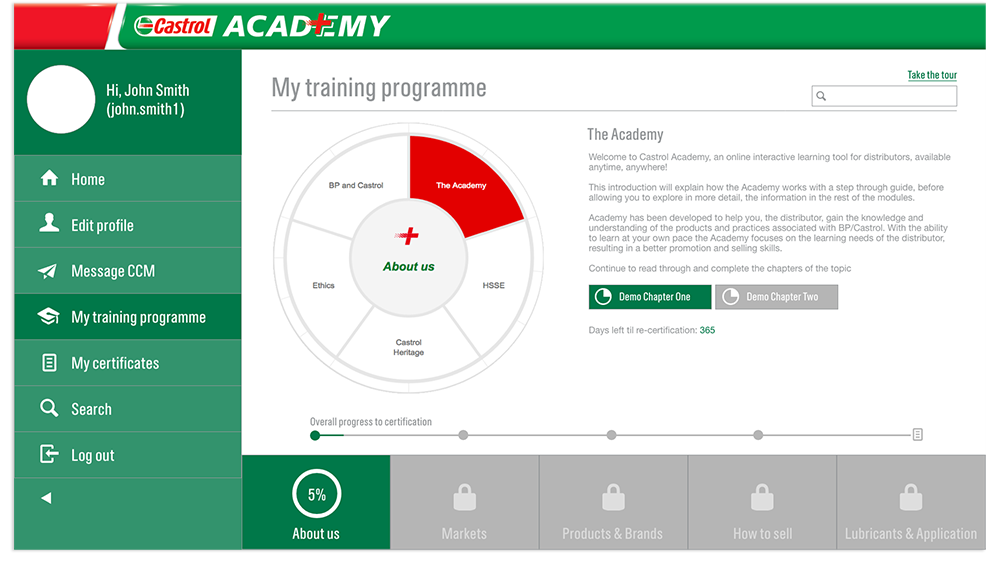 Castrol ACADEMY
Hi, John Smith
(john.smith1)
Home
Edit profile
Message CCM
My training programme
My certificates
Search
Log out
My training programme
Take the tour
BP and Castrol
The Academy
About us
Ethics
HSSE
Castrol
Heritage
The Academy
Welcome to Castrol Academy, an online interactive learning tool for distributors, available
anytime, anywhere!
This introduction will explain how the Academy works with a step through guide, before
allowing you to explore in more detail, the information in the rest of the modules.
Academy has been developed to help you, the distributor, gain the knowledge and
understanding of the products and practices associated with BP/Castrol. With the ability
to learn at your own pace the Academy focuses on the learning needs of the distributor,
resulting in a better promotion and selling skills.
Continue to read through and complete the chapters of the topic
Demo Chapter One
Demo Chapter Two
Days left til re-certification: 365
Overall progress to certification
5%
About us
Markets
Products & Brands
How to sell
Lubricants & Application